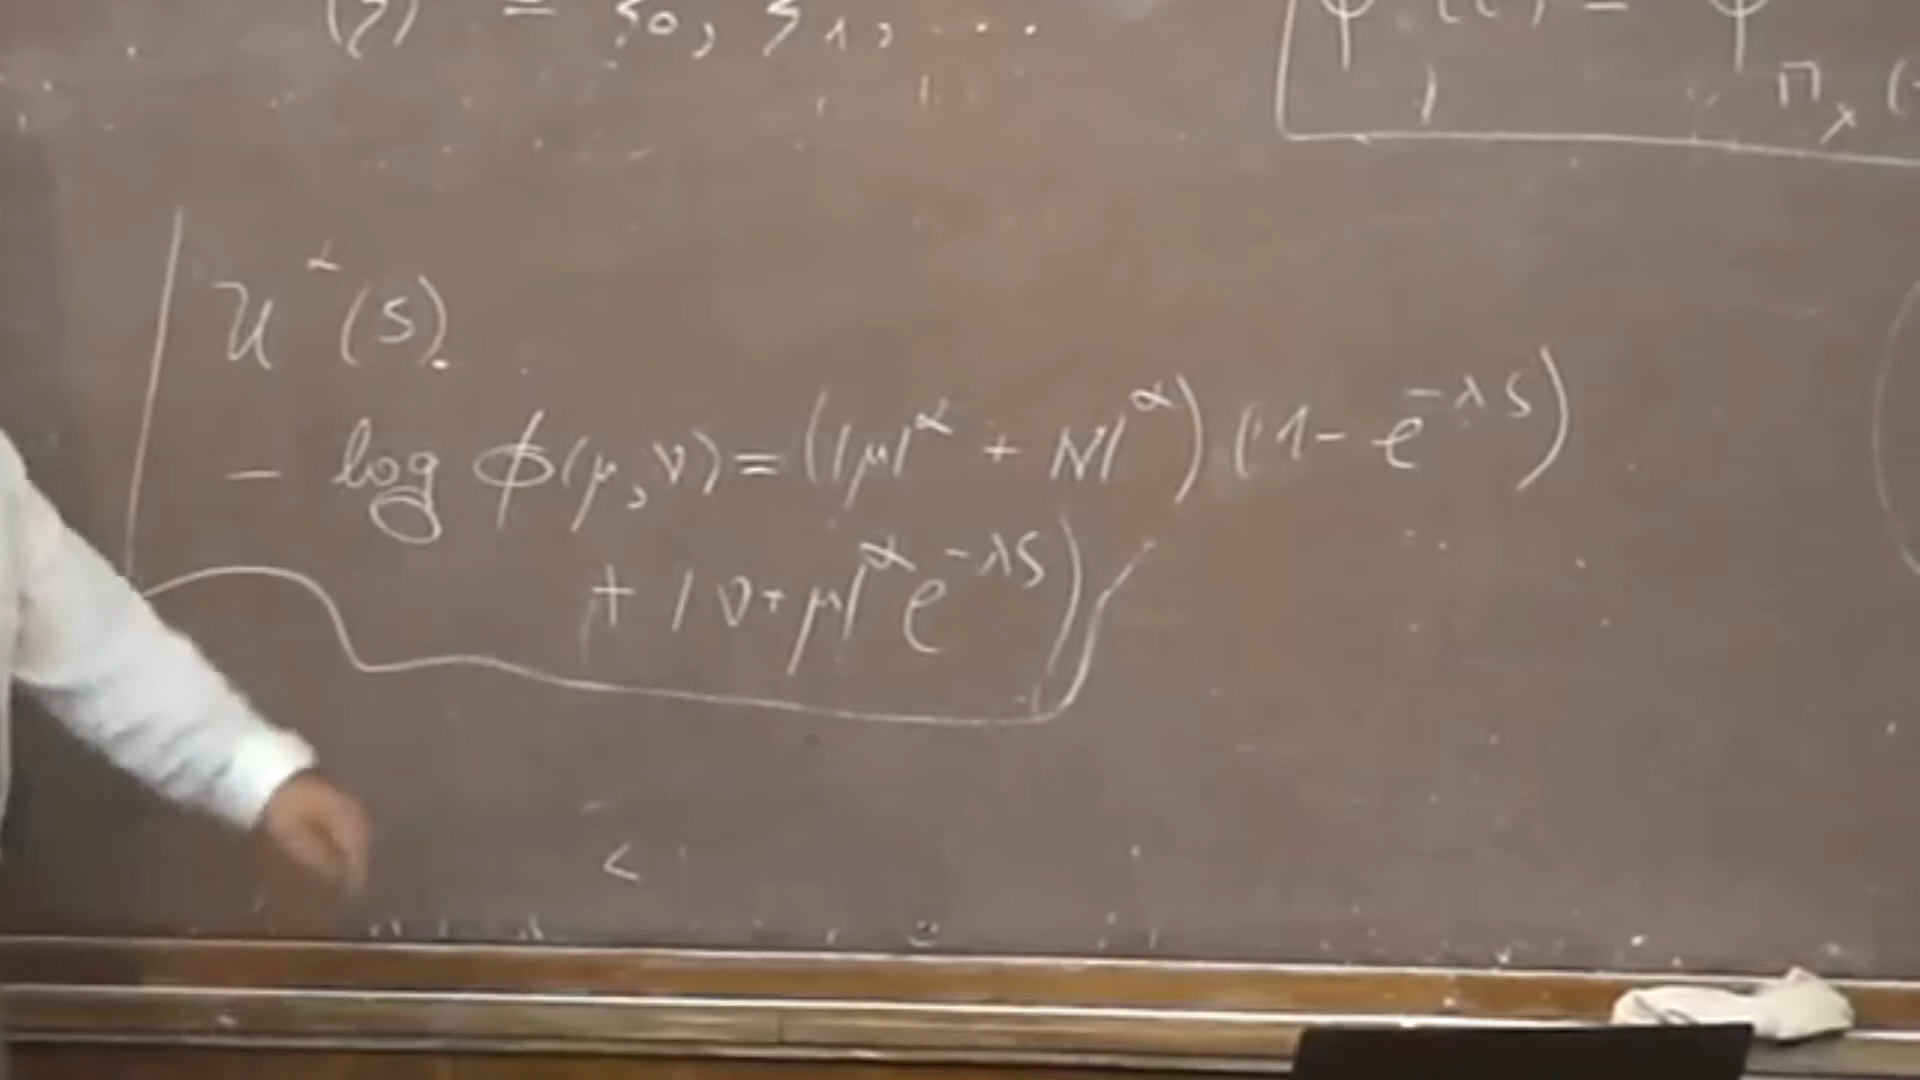 (ξ) = ξ₀, ξ₁, ...
U^α(s).
- log ϕ(μ, ν) = (|μ|^α + |ν|^α) (1 - e^{-λs})
+ |ν+μ|^α e^{-λs})
<